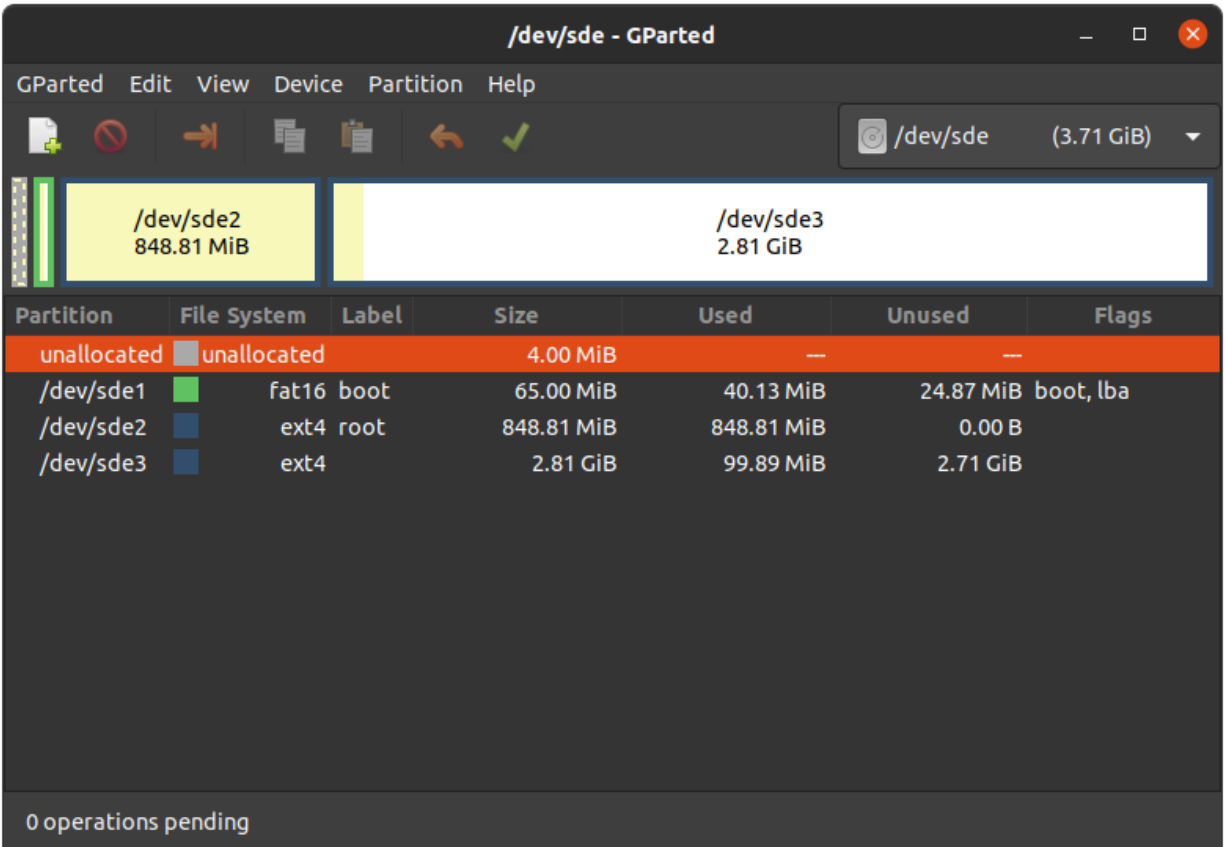 /dev/sde - GParted
GParted Edit View Device Partition Help
/dev/sde (3.71 GiB)
/dev/sde2
848.81 MiB
/dev/sde3
2.81 GiB
Partition File System Label Size Used Unused Flags
unallocated unallocated 4.00 MiB --- ---
/dev/sde1 fat16 boot 65.00 MiB 40.13 MiB 24.87 MiB boot, lba
/dev/sde2 ext4 root 848.81 MiB 848.81 MiB 0.00 B
/dev/sde3 ext4 2.81 GiB 99.89 MiB 2.71 GiB
0 operations pending